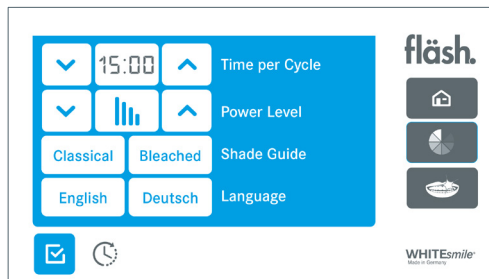 fläsh.
15:00 Time per Cycle
Power Level
Classical Bleached Shade Guide
English Deutsch Language
WHITEsmile®
Made in Germany